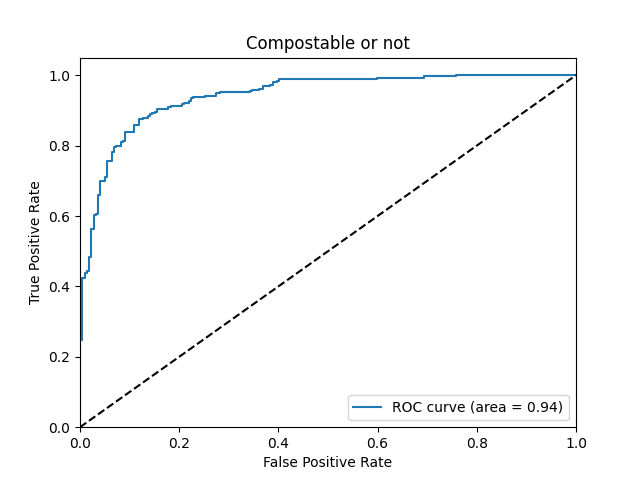 Compostable or not
True Positive Rate
1.0
0.8
0.6
0.4
0.2
0.0
ROC curve (area = 0.94)
0.0 0.2 0.4 0.6 0.8 1.0
False Positive Rate